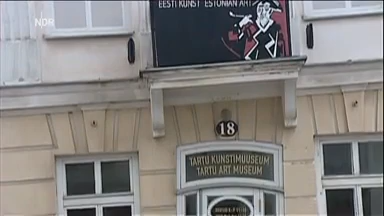 NDR
EESTI KUNST ESTONIAN ART
18
TARTU KUNSTIMUUSEUM
TARTU ART MUSEUM